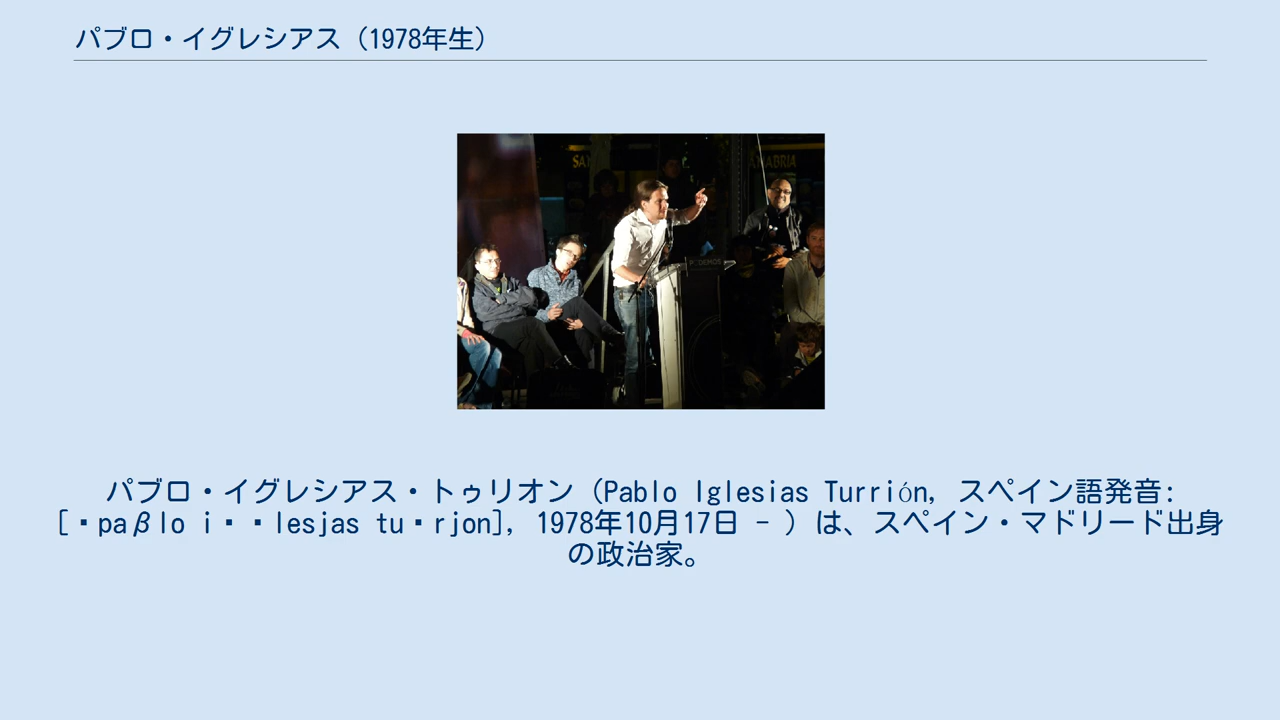 パブロ・イグレシアス（1978年生）
SA
ABRIA
PODEMOS
パブロ・イグレシアス・トゥリオン（Pablo Iglesias Turrión, スペイン語発音:
[▪paβlo i▪▪lesjas tu▪rjon], 1978年10月17日 - ）は、スペイン・マドリード出身
の政治家。